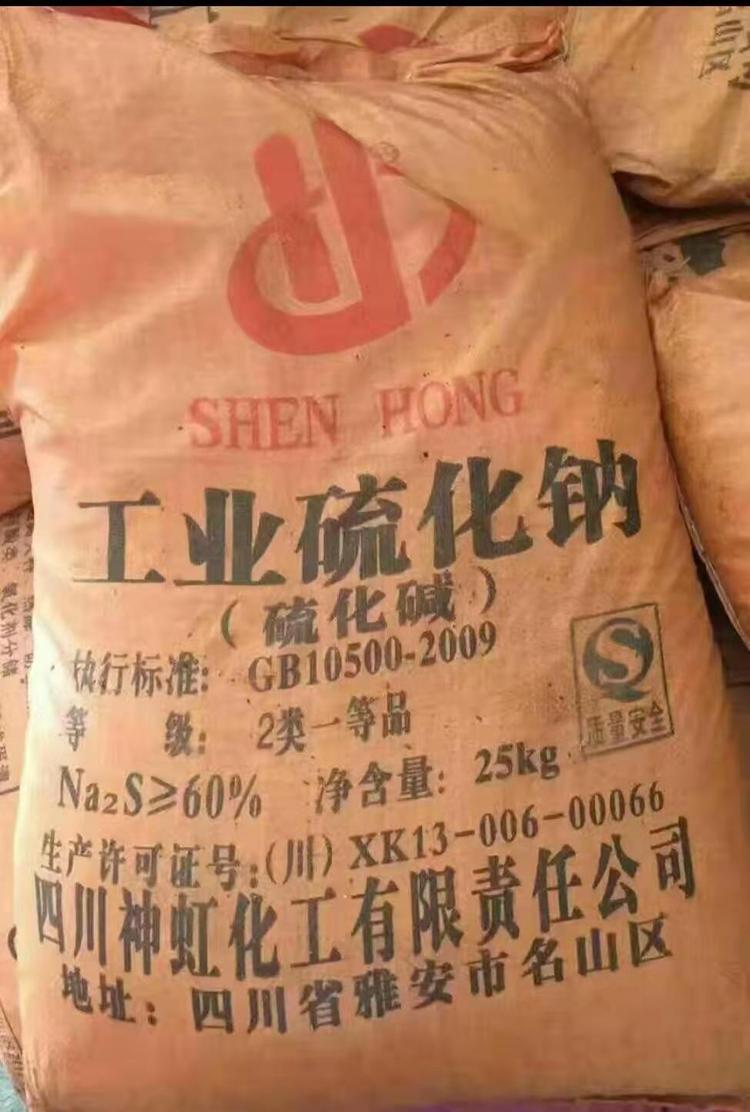 SHEN HONG
工业硫化钠
(硫化碱)
执行标准: GB10500-2009
等 级: 2类一等品
质量安全
Na₂S≥60% 净含量: 25kg
生产许可证号:(川) XK13-006-00066
四川神虹化工有限责任公司
地址: 四川省雅安市名山区
山区